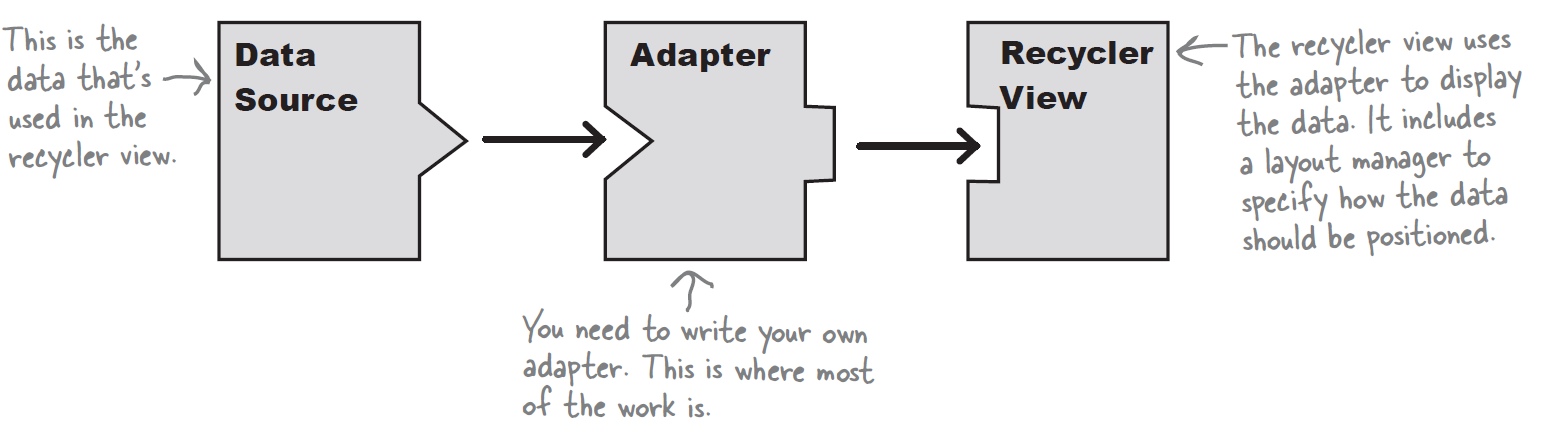 This is the
data that's
used in the
recycler view.
Data
Source
Adapter
Recycler
View
The recycler view uses
the adapter to display
the data. It includes
a layout manager to
specify how the data
should be positioned.
You need to write your own
adapter. This is where most
of the work is.